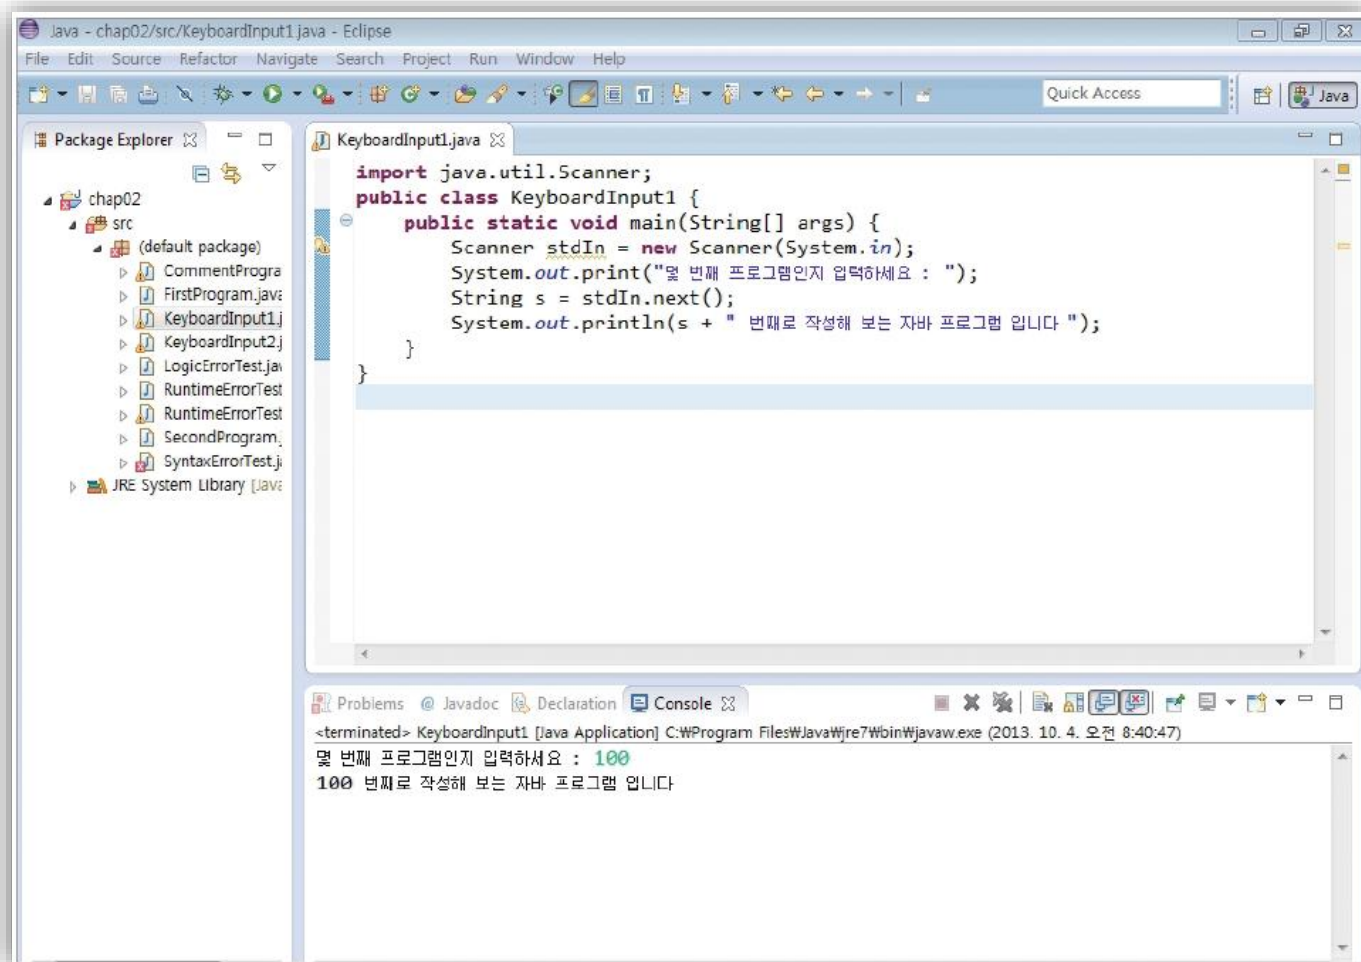 Java - chap02/src/KeyboardInput1.java - Eclipse
File Edit Source Refactor Navigate Search Project Run Window Help
Quick Access
Java
Package Explorer
chap02
src
(default package)
CommentProgra
FirstProgram.java
KeyboardInput1.j
KeyboardInput2.j
LogicErrorTest.jav
RuntimeErrorTest
RuntimeErrorTest
SecondProgram.j
SyntaxErrorTest.ja
JRE System Library [Java
KeyboardInput1.java
import java.util.Scanner;
public class KeyboardInput1 {
public static void main(String[] args) {
Scanner stdIn = new Scanner(System.in);
System.out.print("몇 번째 프로그램인지 입력하세요 : ");
String s = stdIn.next();
System.out.println(s + " 번째로 작성해 보는 자바 프로그램 입니다 ");
}
}
Problems @ Javadoc Declaration Console
<terminated> KeyboardInput1 [Java Application] C:₩Program Files₩Java₩jre7₩bin₩javaw.exe (2013. 10. 4. 오전 8:40:47)
몇 번째 프로그램인지 입력하세요 : 100
100 번째로 작성해 보는 자바 프로그램 입니다